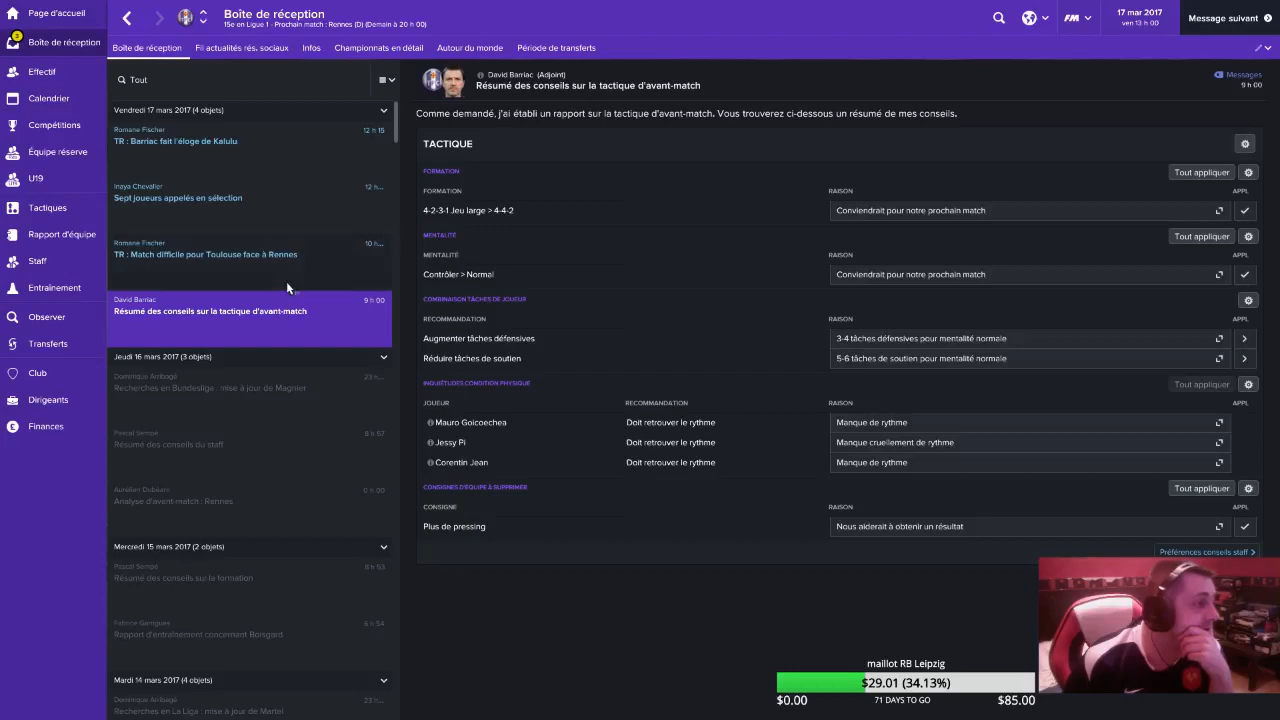 Page d'accueil
3
Boîte de réception
Effectif
Calendrier
Compétitions
Équipe réserve
U19
Tactiques
Rapport d'équipe
Staff
Entraînement
Observer
Transferts
Club
Dirigeants
Finances
Boîte de réception
15e en Ligue 1 - Prochain match : Rennes (D) (Demain à 20 h 00)
FM
17 mar 2017
ven 13 h 00
Message suivant
Boîte de réception
Fil actualités rés. sociaux
Infos
Championnats en détail
Autour du monde
Période de transferts
Tout
Vendredi 17 mars 2017 (4 objets)
Romane Fischer 12 h 15
TR : Barriac fait l'éloge de Kalulu
Inaya Chevalier 12 h...
Sept joueurs appelés en sélection
Romane Fischer 10 h...
TR : Match difficile pour Toulouse face à Rennes
David Barriac 9 h 00
Résumé des conseils sur la tactique d'avant-match
Jeudi 16 mars 2017 (3 objets)
Dominique Arribagé 23 h...
Recherches en Bundesliga : mise à jour de Magnier
Pascal Sempé 8 h 57
Résumé des conseils du staff
Aurélien Dubearn 0 h 00
Analyse d'avant-match : Rennes
Mercredi 15 mars 2017 (2 objets)
Pascal Sempé 8 h 53
Résumé des conseils sur la formation
Fabrice Garrigues 6 h 54
Rapport d'entraînement concernant Boisgard
Mardi 14 mars 2017 (4 objets)
Dominique Arribagé 23 h...
Recherches en La Liga : mise à jour de Martel
David Barriac (Adjoint)
Résumé des conseils sur la tactique d'avant-match
Messages
9 h 00
Comme demandé, j'ai établi un rapport sur la tactique d'avant-match. Vous trouverez ci-dessous un résumé de mes conseils.
TACTIQUE
FORMATION
Tout appliquer
FORMATION RAISON APPL
4-2-3-1 Jeu large > 4-4-2 Conviendrait pour notre prochain match
MENTALITÉ
Tout appliquer
MENTALITÉ RAISON APPL
Contrôler > Normal Conviendrait pour notre prochain match
COMBINAISON TÂCHES DE JOUEUR
RECOMMANDATION RAISON APPL
Augmenter tâches défensives 3-4 tâches défensives pour mentalité normale
Réduire tâches de soutien 5-6 tâches de soutien pour mentalité normale
INQUIÉTUDES CONDITION PHYSIQUE
Tout appliquer
JOUEUR RECOMMANDATION RAISON APPL
Mauro Goicoechea Doit retrouver le rythme Manque de rythme
Jessy Pi Doit retrouver le rythme Manque cruellement de rythme
Corentin Jean Doit retrouver le rythme Manque de rythme
CONSIGNES D'ÉQUIPE À SUPPRIMER
Tout appliquer
CONSIGNE RAISON APPL
Plus de pressing Nous aiderait à obtenir un résultat
Préférences conseils staff
maillot RB Leipzig
$29.01 (34.13%)
$0.00 71 DAYS TO GO $85.00